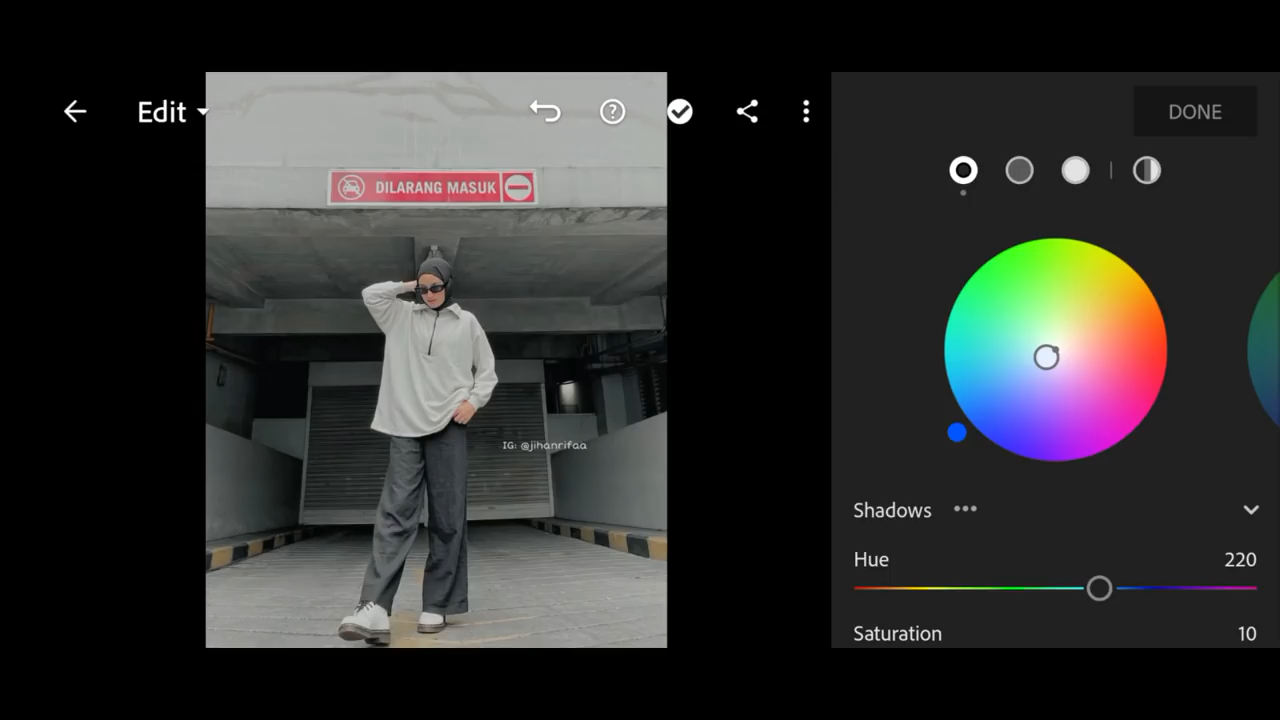 Edit
DONE
DILARANG MASUK
IG: @jihanrifaa
Shadows
Hue 220
Saturation 10